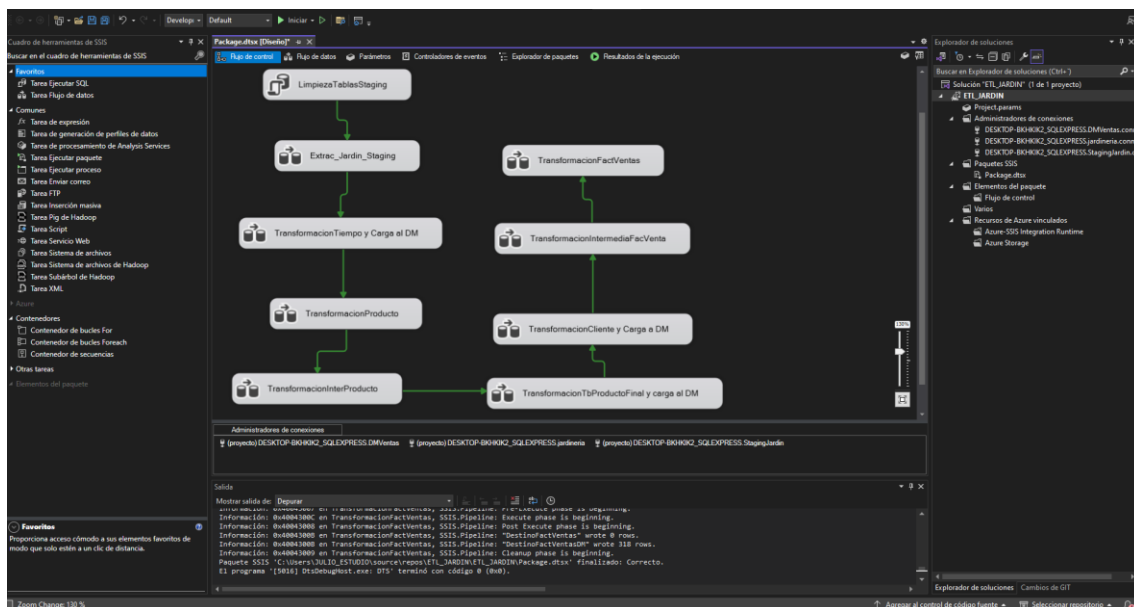 Develop
Default
Iniciar
Cuadro de herramientas de SSIS
Buscar en el cuadro de herramientas de SSIS
Favoritos
Tarea Ejecutar SQL
Tarea Flujo de datos
Comunes
Tarea de expresión
Tarea de generación de perfiles de datos
Tarea de procesamiento de Analysis Services
Tarea Ejecutar paquete
Tarea Ejecutar proceso
Tarea Enviar correo
Tarea FTP
Tarea Inserción masiva
Tarea Pig de Hadoop
Tarea Script
Tarea Servicio Web
Tarea Sistema de archivos
Tarea Sistema de archivos de Hadoop
Tarea Subárbol de Hadoop
Tarea XML
Azure
Contenedores
Contenedor de bucles For
Contenedor de bucles Foreach
Contenedor de secuencias
Otras tareas
Elementos del paquete
Favoritos
Proporciona acceso cómodo a sus elementos favoritos de
modo que solo estén a un clic de distancia.
Package.dtsx [Diseño]*
Flujo de control
Flujo de datos
Parámetros
Controladores de eventos
Explorador de paquetes
Resultados de la ejecución
LimpiezaTablasStaging
Extrac_Jardin_Staging
TransformacionTiempo y Carga al DM
TransformacionProducto
TransformacionInterProducto
TransformacionTbProductoFinal y carga al DM
TransformacionCliente y Carga a DM
TransformacionIntermediaFacVenta
TransformacionFactVentas
130%
Administradores de conexiones
(proyecto) DESKTOP-BKHKIK2_SQLEXPRESS.DMVentas
(proyecto) DESKTOP-BKHKIK2_SQLEXPRESS.jardineria
(proyecto) DESKTOP-BKHKIK2_SQLEXPRESS.StagingJardin
Salida
Mostrar salida de: Depurar
Información: 0x4004300C en TransformacionFactVentas, SSIS.Pipeline: Execute phase is beginning.
Información: 0x40043008 en TransformacionFactVentas, SSIS.Pipeline: Post Execute phase is beginning.
Información: 0x4004300B en TransformacionFactVentas, SSIS.Pipeline: "DestinoFactVentas" wrote 0 rows.
Información: 0x4004300B en TransformacionFactVentas, SSIS.Pipeline: "DestinoFactVentasDM" wrote 318 rows.
Información: 0x40043009 en TransformacionFactVentas, SSIS.Pipeline: Cleanup phase is beginning.
Paquete SSIS 'C:\Users\JULIO_ESTUDIO\source\repos\ETL_JARDIN\ETL_JARDIN\Package.dtsx' finalizado: Correcto.
El programa '[5016] DtsDebugHost.exe: DTS' terminó con código 0 (0x0).
Explorador de soluciones
Buscar en Explorador de soluciones (Ctrl+')
Solución "ETL_JARDIN" (1 de 1 proyecto)
ETL_JARDIN
Project.params
Administradores de conexiones
DESKTOP-BKHKIK2_SQLEXPRESS.DMVentas.con
DESKTOP-BKHKIK2_SQLEXPRESS.jardineria.conn
DESKTOP-BKHKIK2_SQLEXPRESS.StagingJardin.c
Paquetes SSIS
Package.dtsx
Elementos del paquete
Flujo de control
Varios
Recursos de Azure vinculados
Azure-SSIS Integration Runtime
Azure Storage
Explorador de soluciones
Cambios de GIT
Zoom Change: 130 %
Agregar al control de código fuente
Seleccionar repositorio